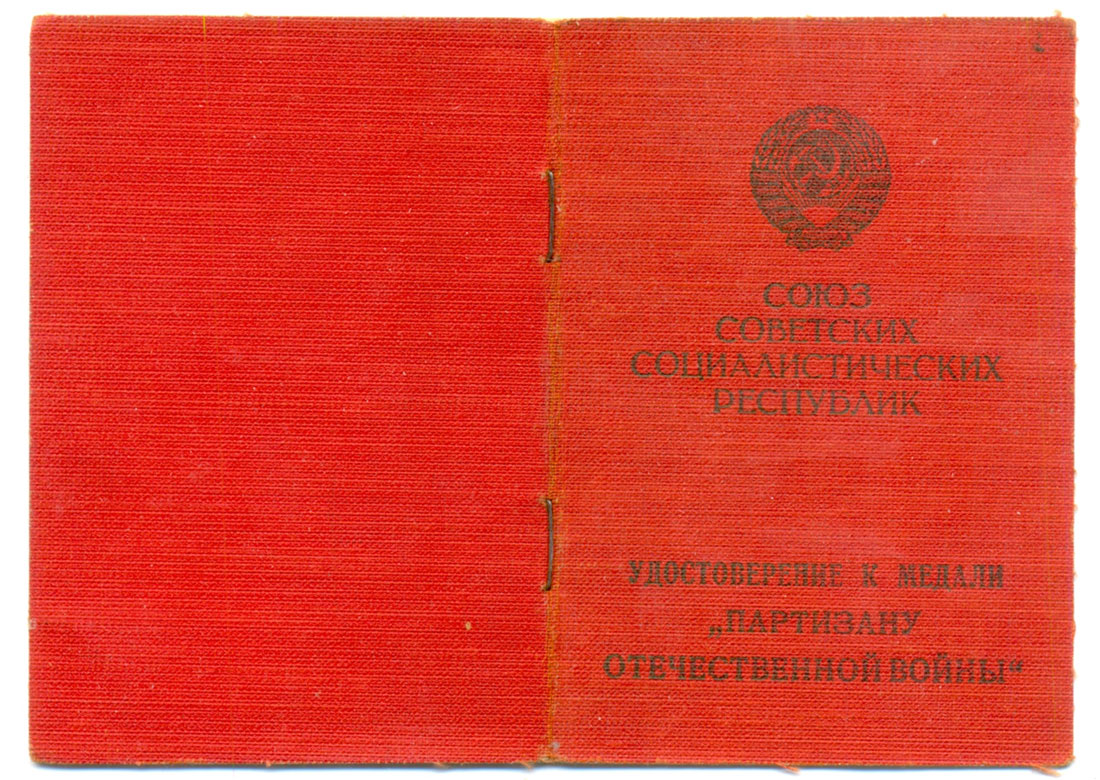 СОЮЗ
СОВЕТСКИХ
СОЦИАЛИСТИЧЕСКИХ
РЕСПУБЛИК
УДОСТОВЕРЕНИЕ К МЕДАЛИ
„ПАРТИЗАНУ
ОТЕЧЕСТВЕННОЙ ВОЙНЫ“